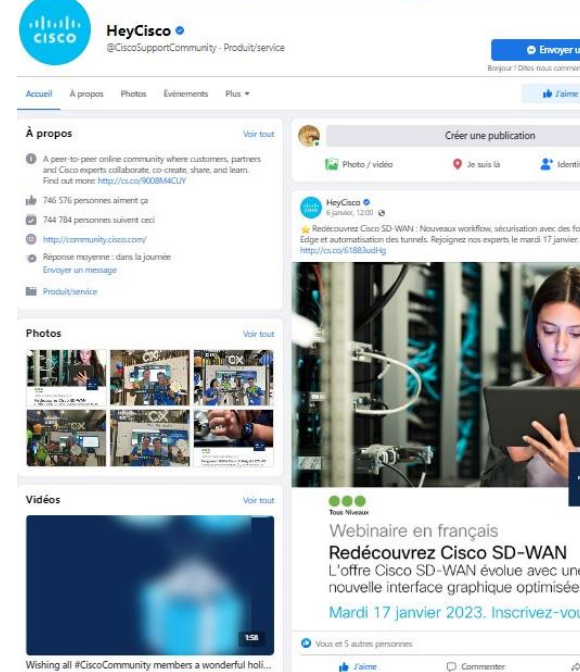 CISCO
HeyCisco
@CiscoSupportCommunity · Produit/service
Envoyer u
Bonjour ! Dites nous commen
Accueil À propos Photos Évènements Plus
J'aime
À propos
Voir tout
A peer-to-peer online community where customers, partners
and Cisco experts collaborate, co-create, share, and learn.
Find out more: http://cs.co/9008M4CUY
746 576 personnes aiment ça
744 784 personnes suivent ceci
http://community.cisco.com/
Réponse moyenne : dans la journée
Envoyer un message
Produit/service
Photos
Voir tout
Vidéos
Voir tout
1:58
Wishing all #CiscoCommunity members a wonderful holi...
Créer une publication
Photo / vidéo Je suis là Identifi
HeyCisco
6 janvier, 12:00
Redécouvrez Cisco SD-WAN : Nouveaux workflow, sécurisation avec des fo
Edge et automatisation des tunnels. Rejoignez nos experts le mardi 17 janvier.
http://cs.co/61883udHg
Tous Niveaux
Webinaire en français
Redécouvrez Cisco SD-WAN
L'offre Cisco SD-WAN évolue avec une
nouvelle interface graphique optimisée
Mardi 17 janvier 2023. Inscrivez-vou
Vous et 5 autres personnes
J'aime Commenter